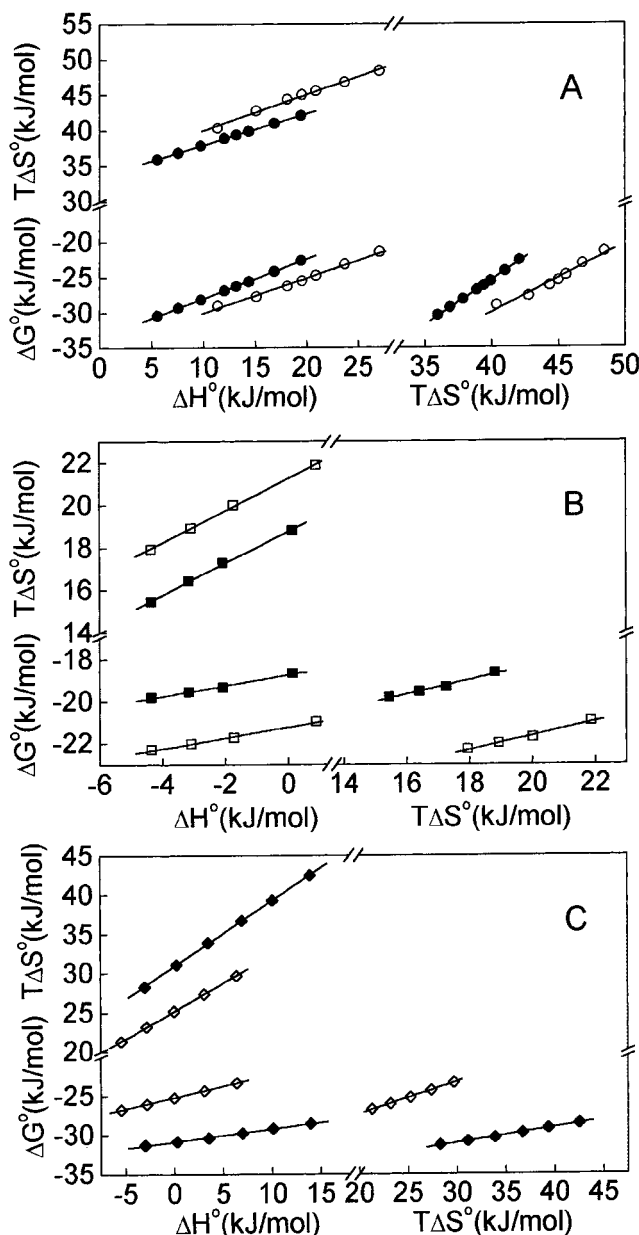 A
TΔS°(kJ/mol)
55
50
45
40
35
30
ΔG°(kJ/mol)
-20
-25
-30
-35
0 5 10 15 20 25 35 40 45 50
ΔH°(kJ/mol) TΔS°(kJ/mol)
B
TΔS°(kJ/mol)
22
20
18
16
14
ΔG°(kJ/mol)
-18
-20
-22
-6 -4 -2 0 14 16 18 20 22
ΔH°(kJ/mol) TΔS°(kJ/mol)
C
TΔS°(kJ/mol)
45
40
35
30
25
20
ΔG°(kJ/mol)
-25
-30
-35
-5 0 5 10 15 20 25 30 35 40 45
ΔH°(kJ/mol) TΔS°(kJ/mol)